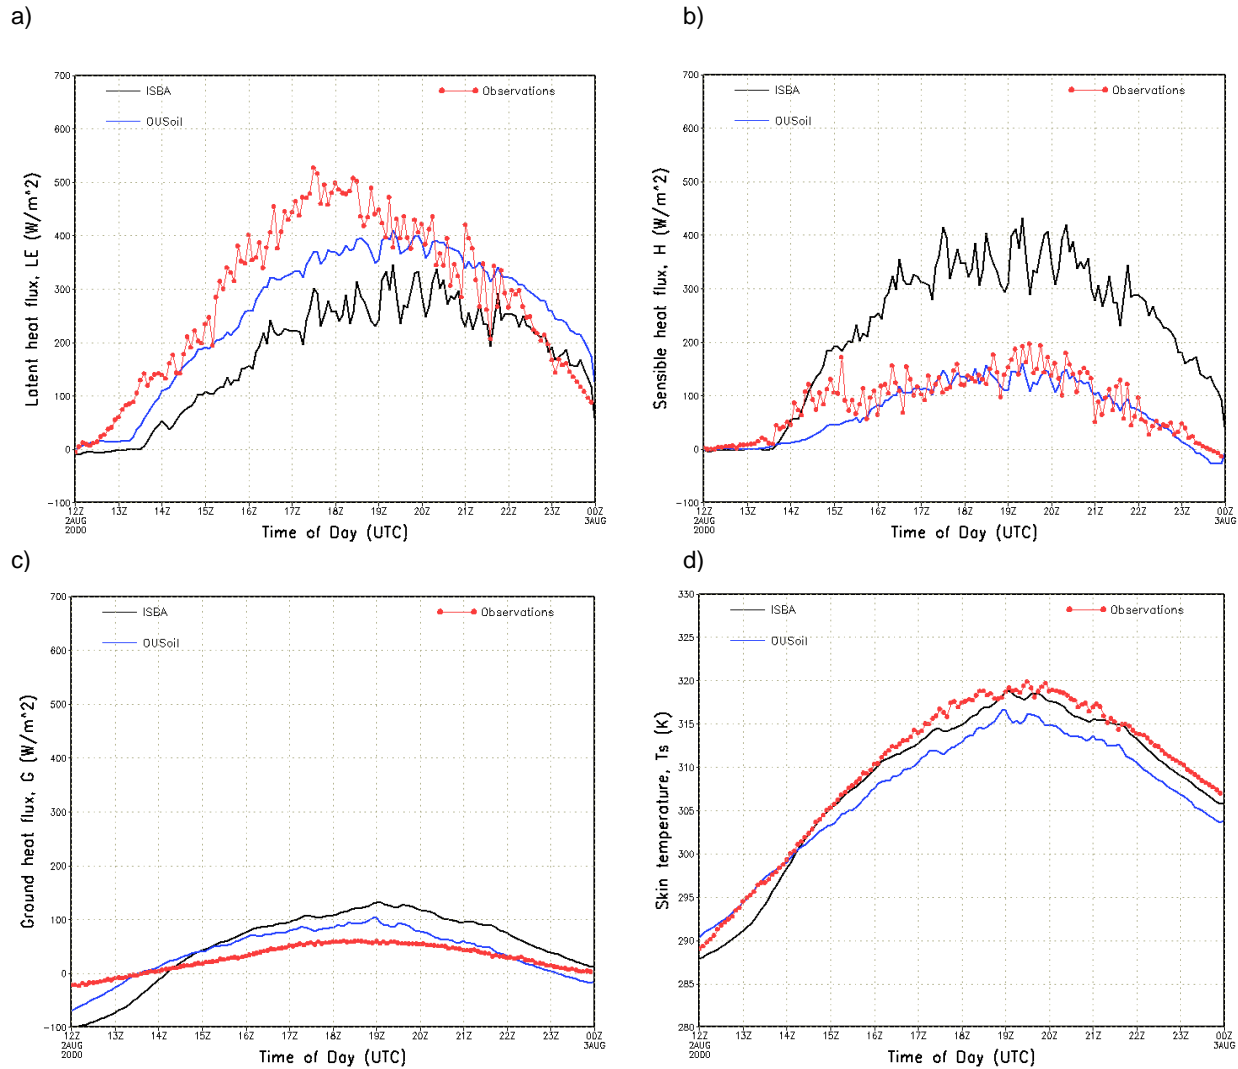 a)
700
600
500
400
300
200
100
0
-100
Latent heat flux, LE (W/m^2)
ISBA
OUSoil
Observations
12Z 13Z 14Z 15Z 16Z 17Z 18Z 19Z 20Z 21Z 22Z 23Z 00Z
2AUG 3AUG
2000
Time of Day (UTC)
b)
700
600
500
400
300
200
100
0
-100
Sensible heat flux, H (W/m^2)
ISBA
OUSoil
Observations
12Z 13Z 14Z 15Z 16Z 17Z 18Z 19Z 20Z 21Z 22Z 23Z 00Z
2AUG 3AUG
2000
Time of Day (UTC)
c)
700
600
500
400
300
200
100
0
-100
Ground heat flux, G (W/m^2)
ISBA
OUSoil
Observations
12Z 13Z 14Z 15Z 16Z 17Z 18Z 19Z 20Z 21Z 22Z 23Z 00Z
2AUG 3AUG
2000
Time of Day (UTC)
d)
330
325
320
315
310
305
300
295
290
285
280
Skin temperature, Ts (K)
ISBA
OUSoil
Observations
12Z 13Z 14Z 15Z 16Z 17Z 18Z 19Z 20Z 21Z 22Z 23Z 00Z
2AUG 3AUG
2000
Time of Day (UTC)